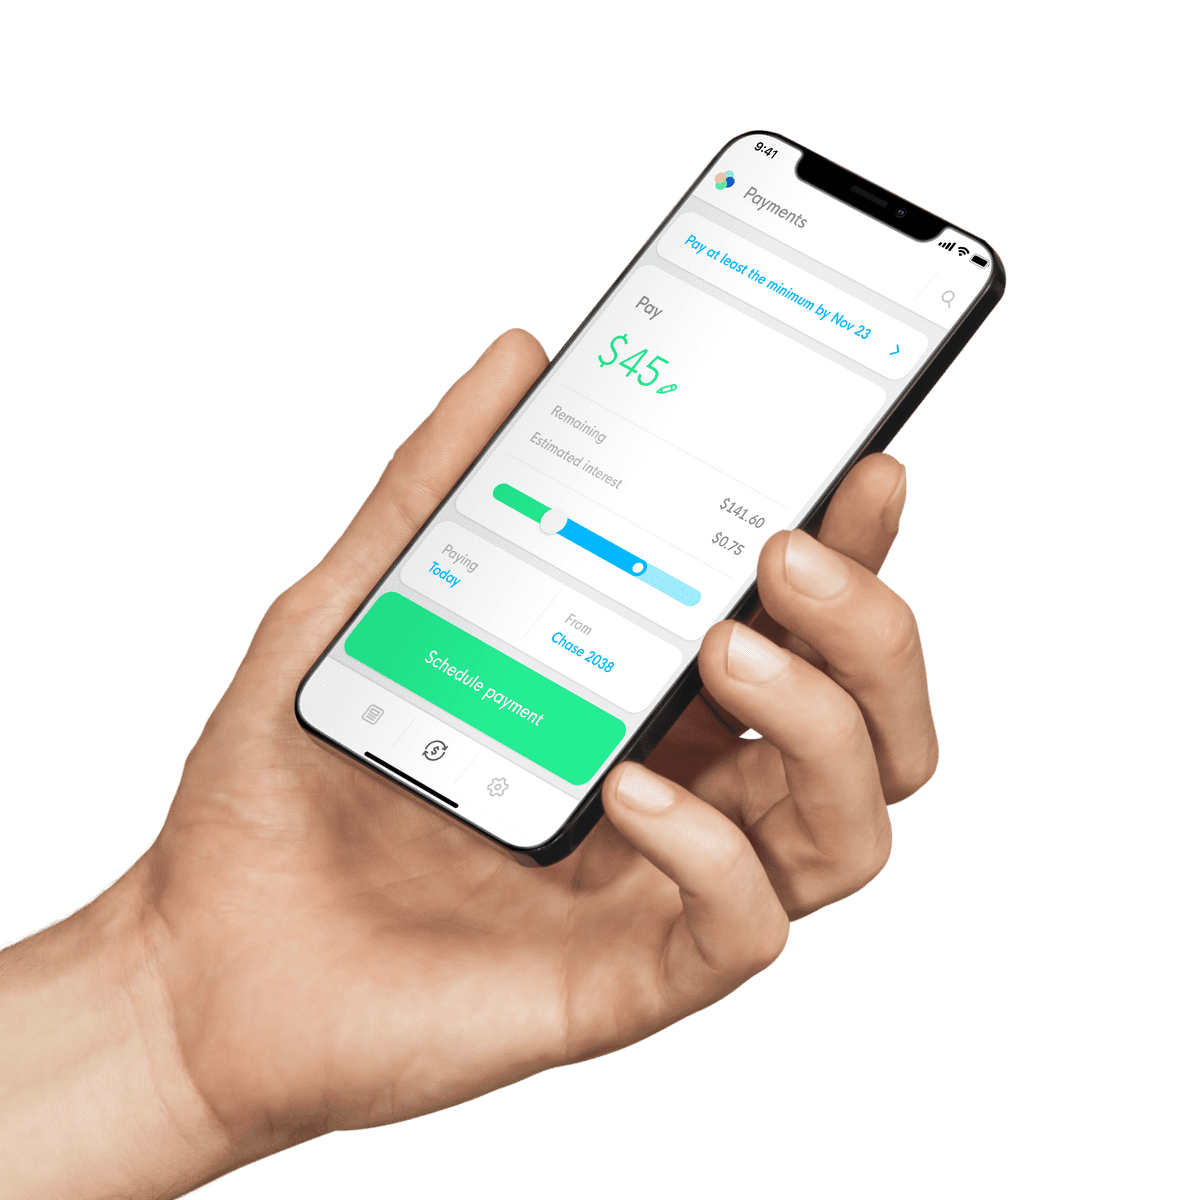 9:41
Payments
Pay at least the minimum by Nov 23
Pay
$45
Remaining $141.60
Estimated interest $0.75
Paying
Today
From
Chase 2038
Schedule payment